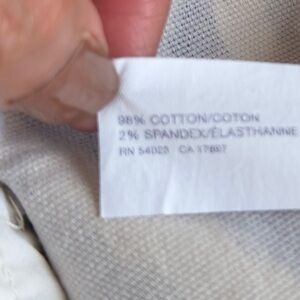 98% COTTON/COTON
2% SPANDEX/ÉLASTHANNE
RN 54023 CA 17897